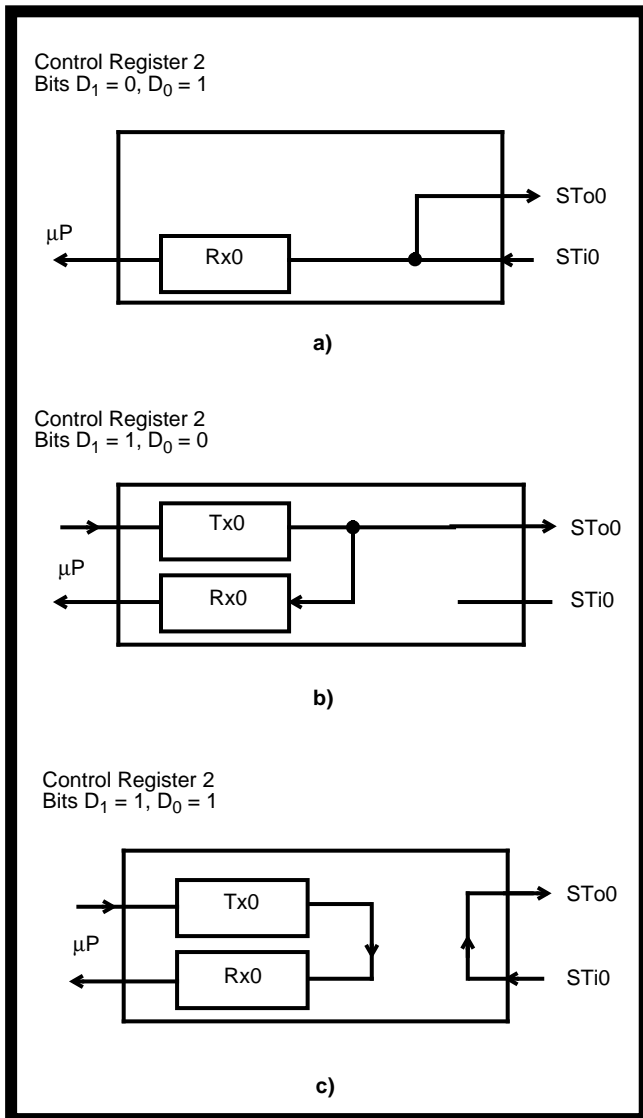 Control Register 2
Bits D1 = 0, D0 = 1
STo0
μP
Rx0
STi0
a)
Control Register 2
Bits D1 = 1, D0 = 0
Tx0
STo0
μP
Rx0
STi0
b)
Control Register 2
Bits D1 = 1, D0 = 1
Tx0
STo0
μP
Rx0
STi0
c)